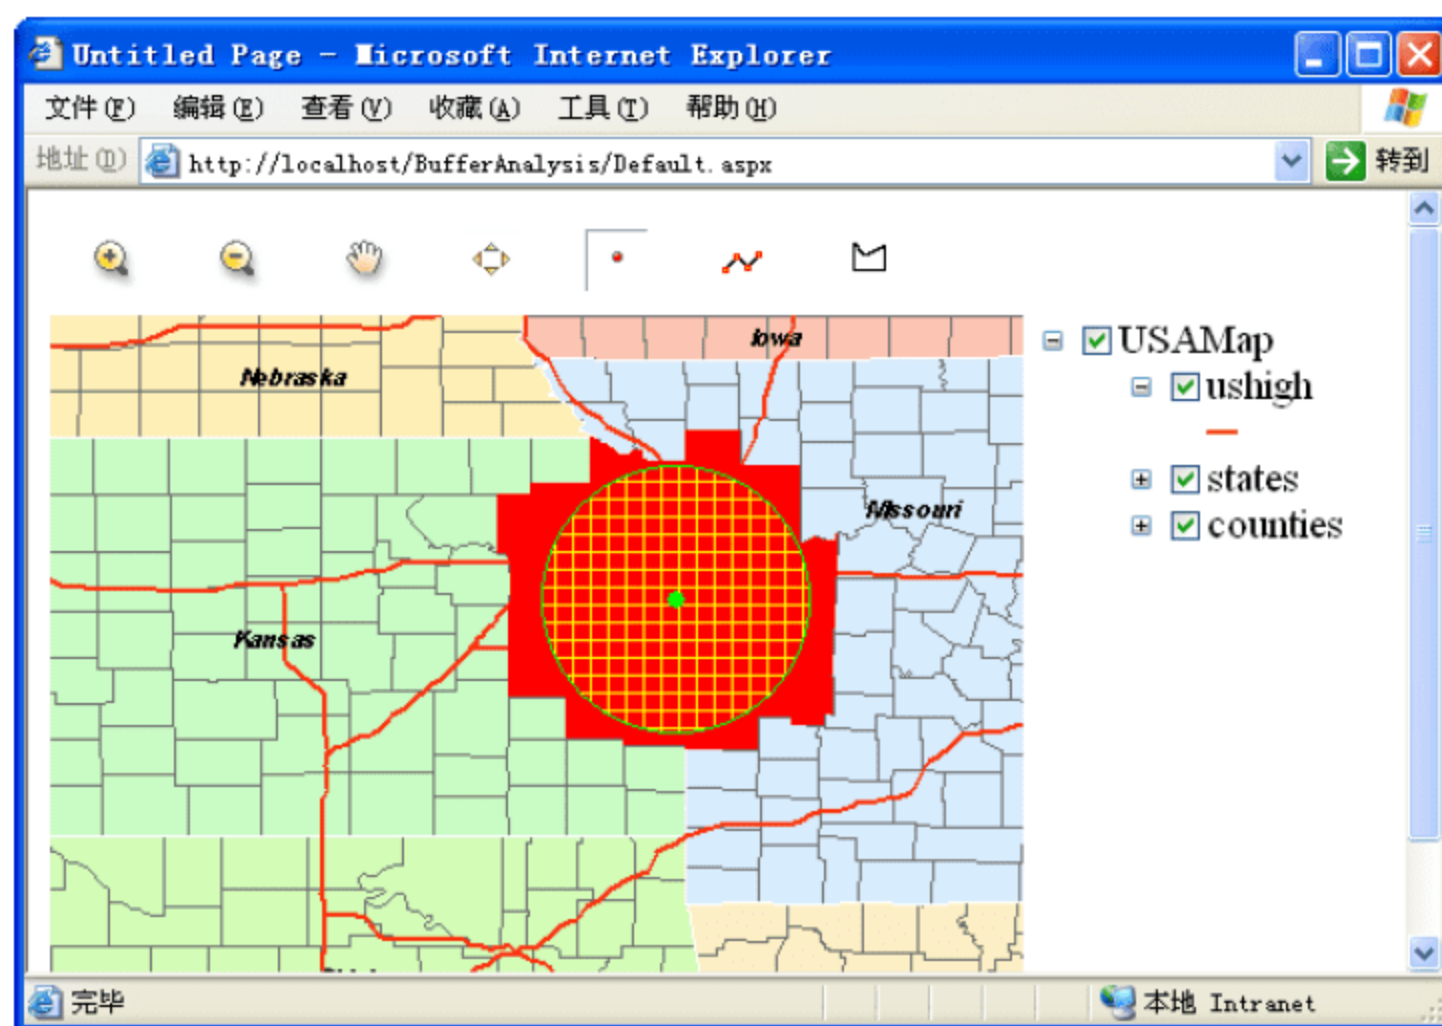 Untitled Page - Microsoft Internet Explorer
文件(F) 编辑(E) 查看(V) 收藏(A) 工具(T) 帮助(H)
地址(D) http://localhost/BufferAnalysis/Default.aspx 转到
Iowa
USAMap
Nebraska
ushigh
states
Missouri
counties
Kansas
完毕 本地 Intranet